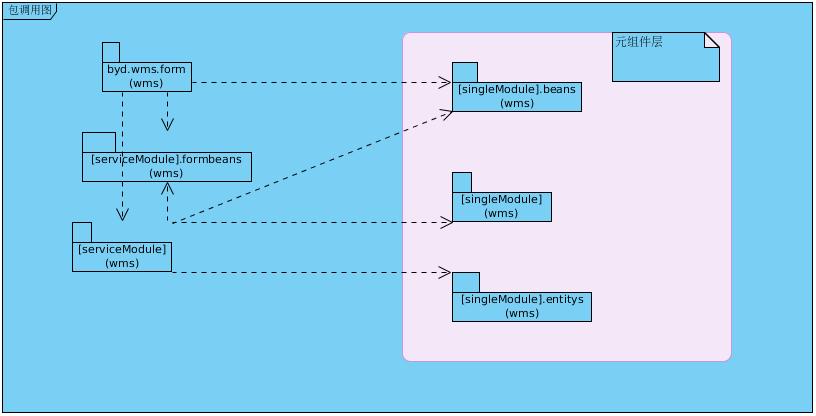 包调用图
元组件层
byd.wms.form
(wms)
[singleModule].beans
(wms)
[serviceModule].formbeans
(wms)
[singleModule]
(wms)
[serviceModule]
(wms)
[singleModule].entitys
(wms)